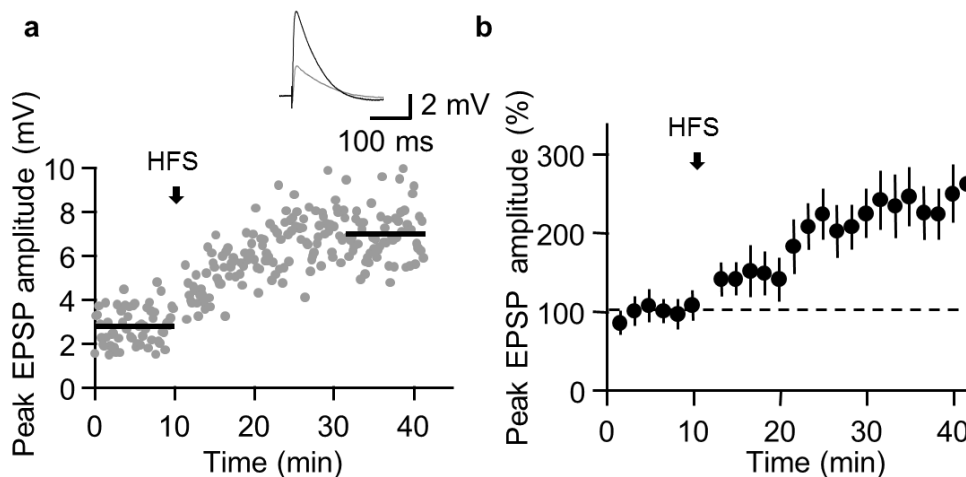 a
2 mV
100 ms
HFS
Peak EPSP amplitude (mV)
10
8
6
4
2
0
0 10 20 30 40
Time (min)
b
HFS
Peak EPSP amplitude (%)
300
200
100
0
0 10 20 30 40
Time (min)